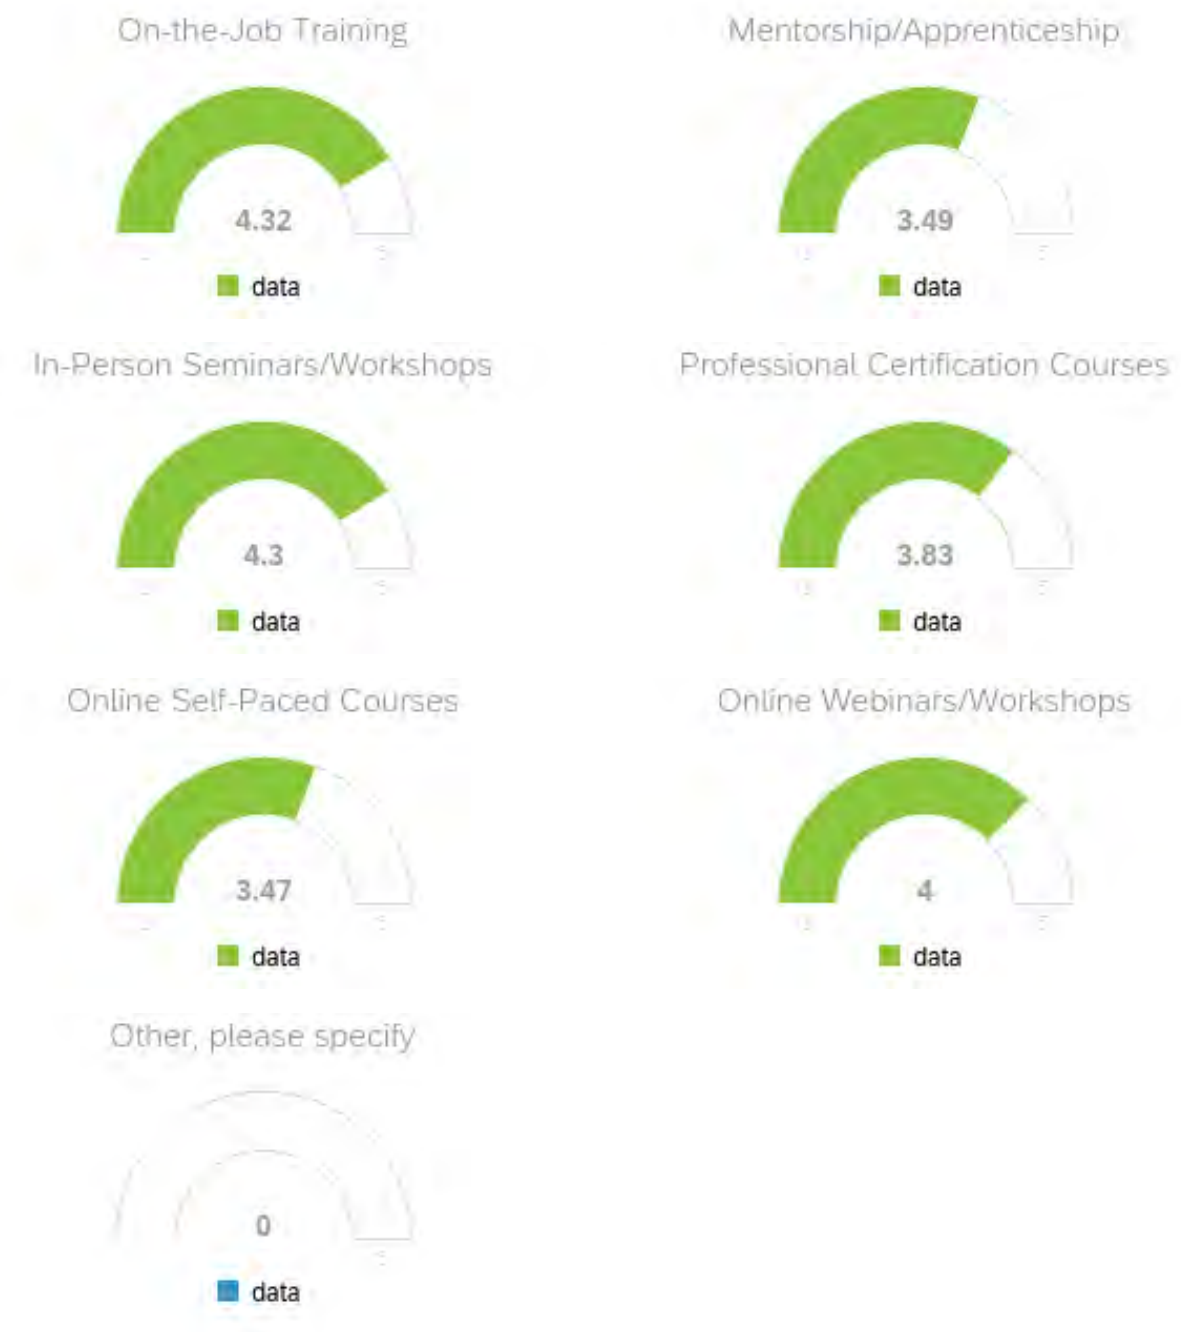 On-the-Job Training
4.32
data
Mentorship/Apprenticeship
3.49
data
In-Person Seminars/Workshops
4.3
data
Professional Certification Courses
3.83
data
Online Self-Paced Courses
3.47
data
Online Webinars/Workshops
4
data
Other, please specify
0
data